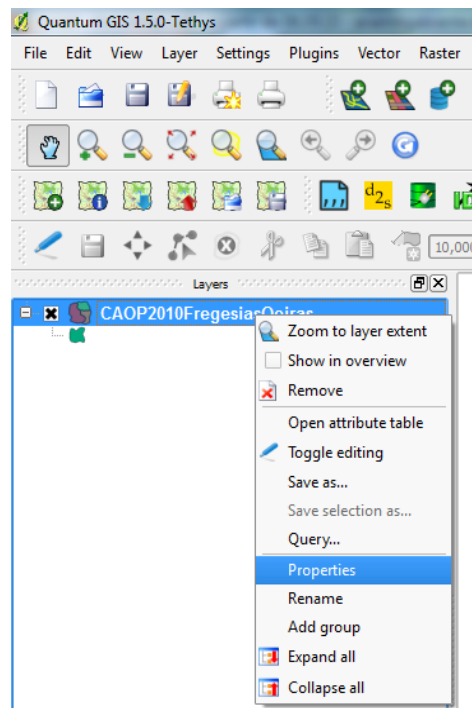 Quantum GIS 1.5.0-Tethys
File Edit View Layer Settings Plugins Vector Raster
d2s
10,000
Layers
CAOP2010FregesiasOeiras
Zoom to layer extent
Show in overview
Remove
Open attribute table
Toggle editing
Save as...
Save selection as...
Query...
Properties
Rename
Add group
Expand all
Collapse all